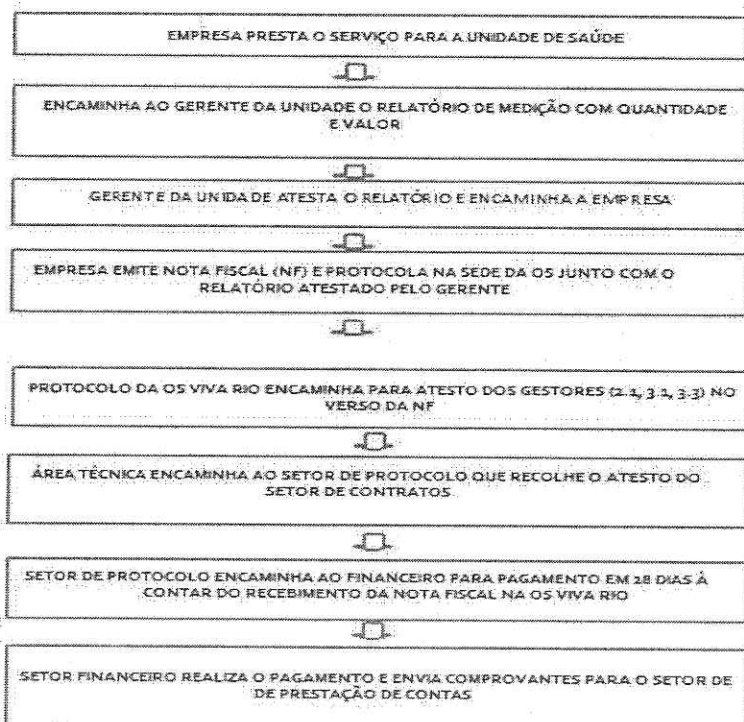 EMPRESA PRESTA O SERVIÇO PARA A UNIDADE DE SAÚDE
ENCAMINHA AO GERENTE DA UNIDADE O RELATÓRIO DE MEDIÇÃO COM QUANTIDADE
E VALOR
GERENTE DA UNIDADE ATESTA O RELATÓRIO E ENCAMINHA A EMPRESA
EMPRESA EMITE NOTA FISCAL (NF) E PROTOCOLA NA SEDE DA OS JUNTO COM O
RELATÓRIO ATESTADO PELO GERENTE
PROTOCOLO DA OS VIVA RIO ENCAMINHA PARA ATESTO DOS GESTORES (2.1, 3.1, 3.3) NO
VERSO DA NF
ÁREA TÉCNICA ENCAMINHA AO SETOR DE PROTOCOLO QUE RECOLHE O ATESTO DO
SETOR DE CONTRATOS
SETOR DE PROTOCOLO ENCAMINHA AO FINANCEIRO PARA PAGAMENTO EM 28 DIAS À
CONTAR DO RECEBIMENTO DA NOTA FISCAL NA OS VIVA RIO
SETOR FINANCEIRO REALIZA O PAGAMENTO E ENVIA COMPROVANTES PARA O SETOR DE
DE PRESTAÇÃO DE CONTAS